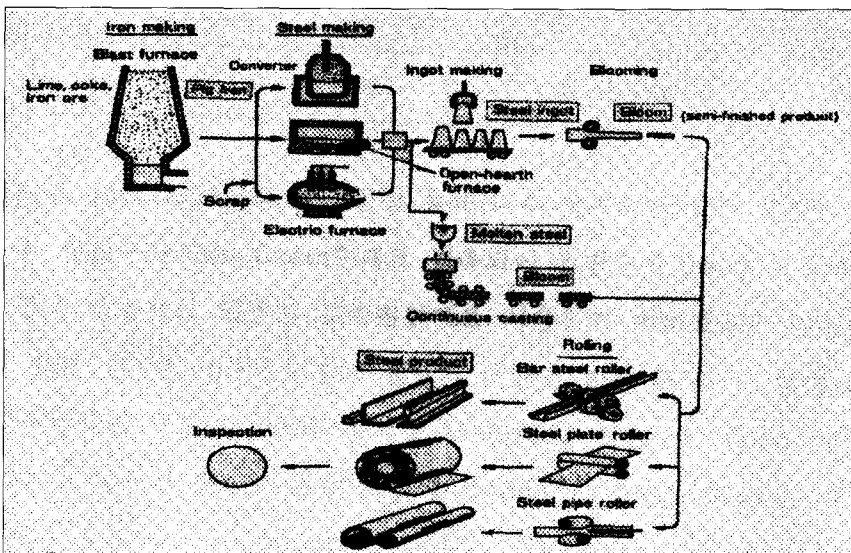 Iron making
Blast furnace
Lime, coke,
Iron ore
Pig iron
Scrap
Steel making
Converter
Open-hearth
furnace
Electric furnace
Ingot making
Steel ingot
Blooming
Bloom
(semi-finished product)
Molten steel
Bloom
Continuous casting
Rolling
Bar steel roller
Steel product
Steel plate roller
Inspection
Steel pipe roller